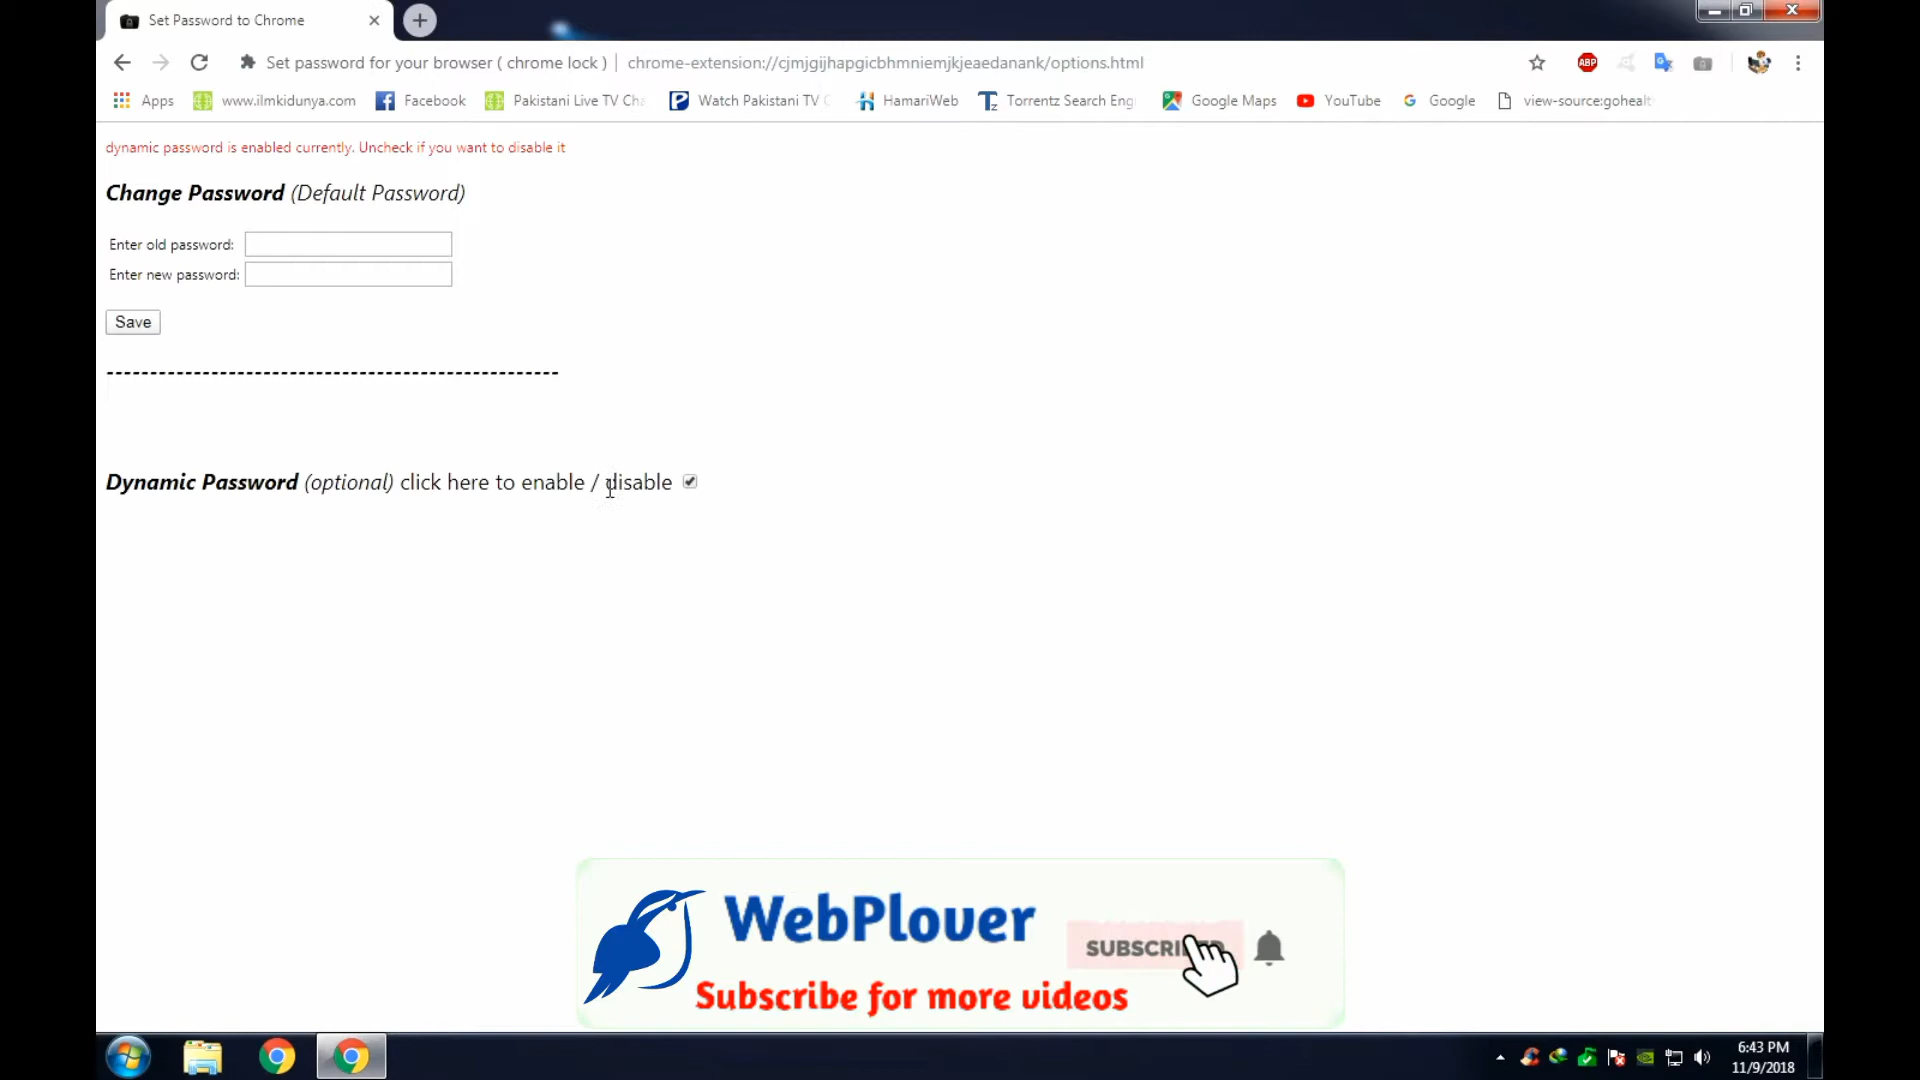 Set Password to Chrome
Set password for your browser ( chrome lock ) | chrome-extension://cjmjgijhapgicbhmniemjkjeaedanank/options.html
ABP
Apps www.ilmkidunya.com Facebook Pakistani Live TV Cha Watch Pakistani TV C HamariWeb Torrentz Search Eng Google Maps YouTube Google view-source:gohealt
dynamic password is enabled currently. Uncheck if you want to disable it
Change Password (Default Password)
Enter old password:
Enter new password:
Save
----------------------------------------------------
Dynamic Password (optional) click here to enable / disable
WebPlover
SUBSCRIBED
Subscribe for more videos
6:43 PM
11/9/2018